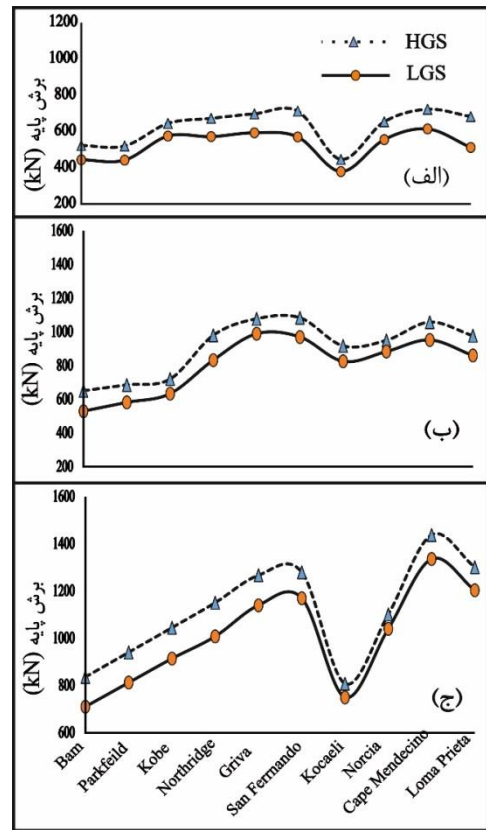 1200
1000
800
600
400
200
برش پایه (kN)
HGS
LGS
(الف)
1600
1400
1200
1000
800
600
400
200
برش پایه (kN)
(ب)
1600
1400
1200
1000
800
600
برش پایه (kN)
(ج)
Bam
Parkfeild
Kobe
Northridge
Griva
San Fernando
Kocaeli
Norcia
Cape Mendecino
Loma Prieta